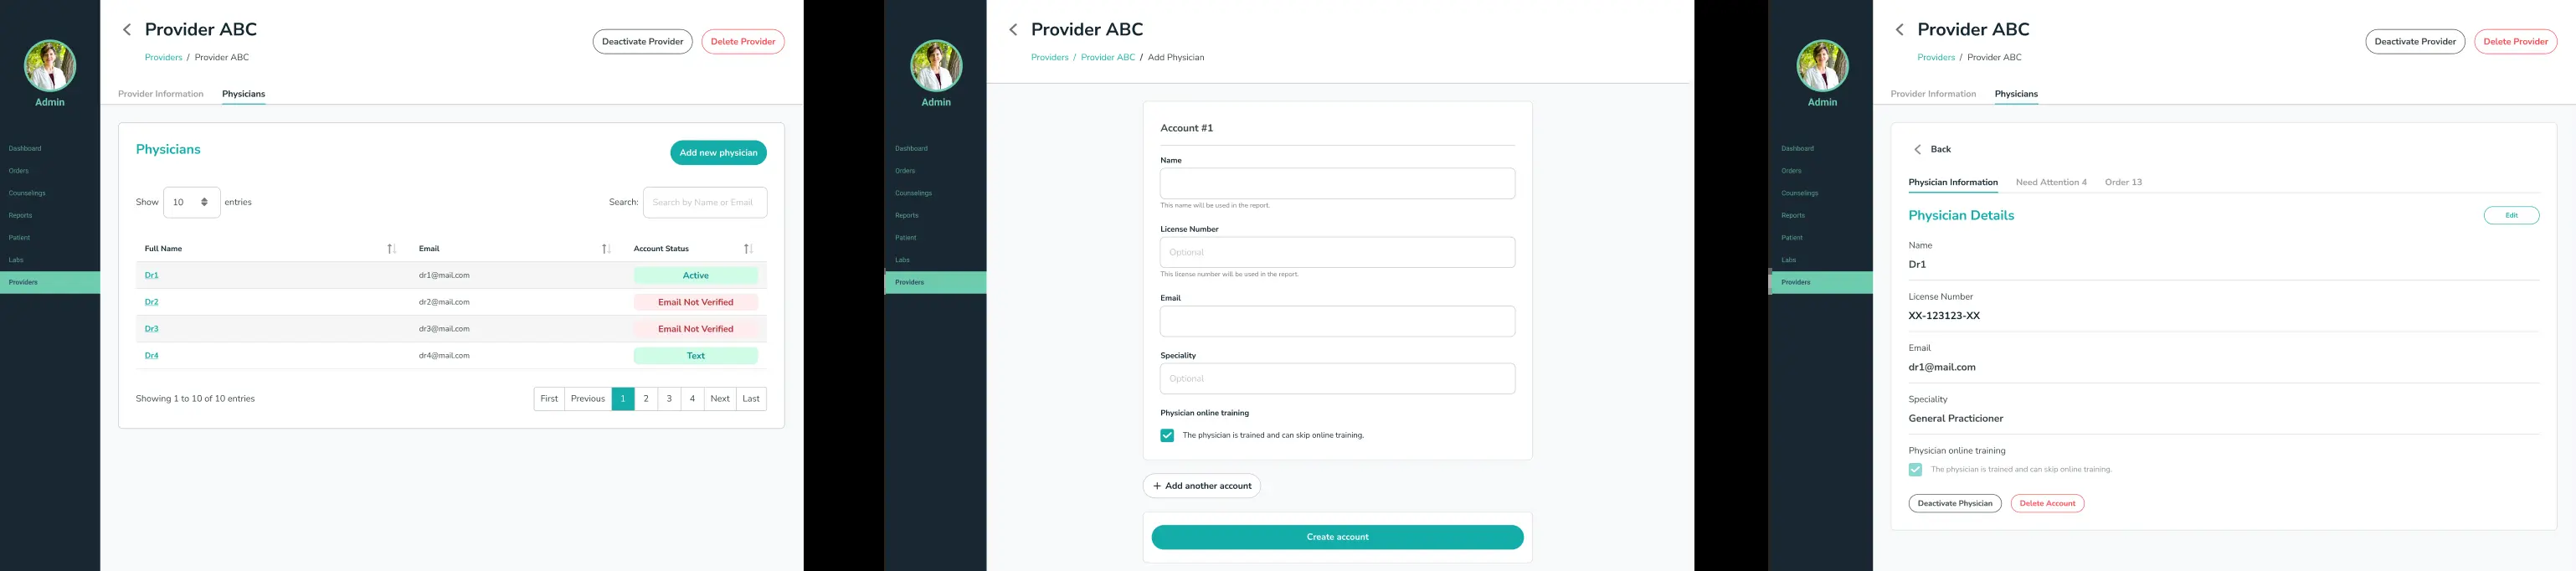 Provider ABC
Providers / Provider ABC
Deactivate Provider
Delete Provider
Admin
Provider Information
Physicians
Dashboard
Orders
Counselings
Reports
Patient
Labs
Providers
Physicians
Add new physician
Show 10 entries
Search: Search by Name or Email
Full Name Email Account Status
Dr1 dr1@mail.com Active
Dr2 dr2@mail.com Email Not Verified
Dr3 dr3@mail.com Email Not Verified
Dr4 dr4@mail.com Text
Showing 1 to 10 of 10 entries
First Previous 1 2 3 4 Next Last
Provider ABC
Providers / Provider ABC / Add Physician
Admin
Dashboard
Orders
Counselings
Reports
Patient
Labs
Providers
Account #1
Name
This name will be used in the report.
License Number
Optional
This license number will be used in the report.
Email
Speciality
Optional
Physician online training
The physician is trained and can skip online training.
+ Add another account
Create account
Provider ABC
Providers / Provider ABC
Deactivate Provider
Delete Provider
Admin
Provider Information
Physicians
Dashboard
Orders
Counselings
Reports
Patient
Labs
Providers
Back
Physician Information
Need Attention 4
Order 13
Physician Details
Edit
Name
Dr1
License Number
XX-123123-XX
Email
dr1@mail.com
Speciality
General Practicioner
Physician online training
The physician is trained and can skip online training.
Deactivate Physician
Delete Account